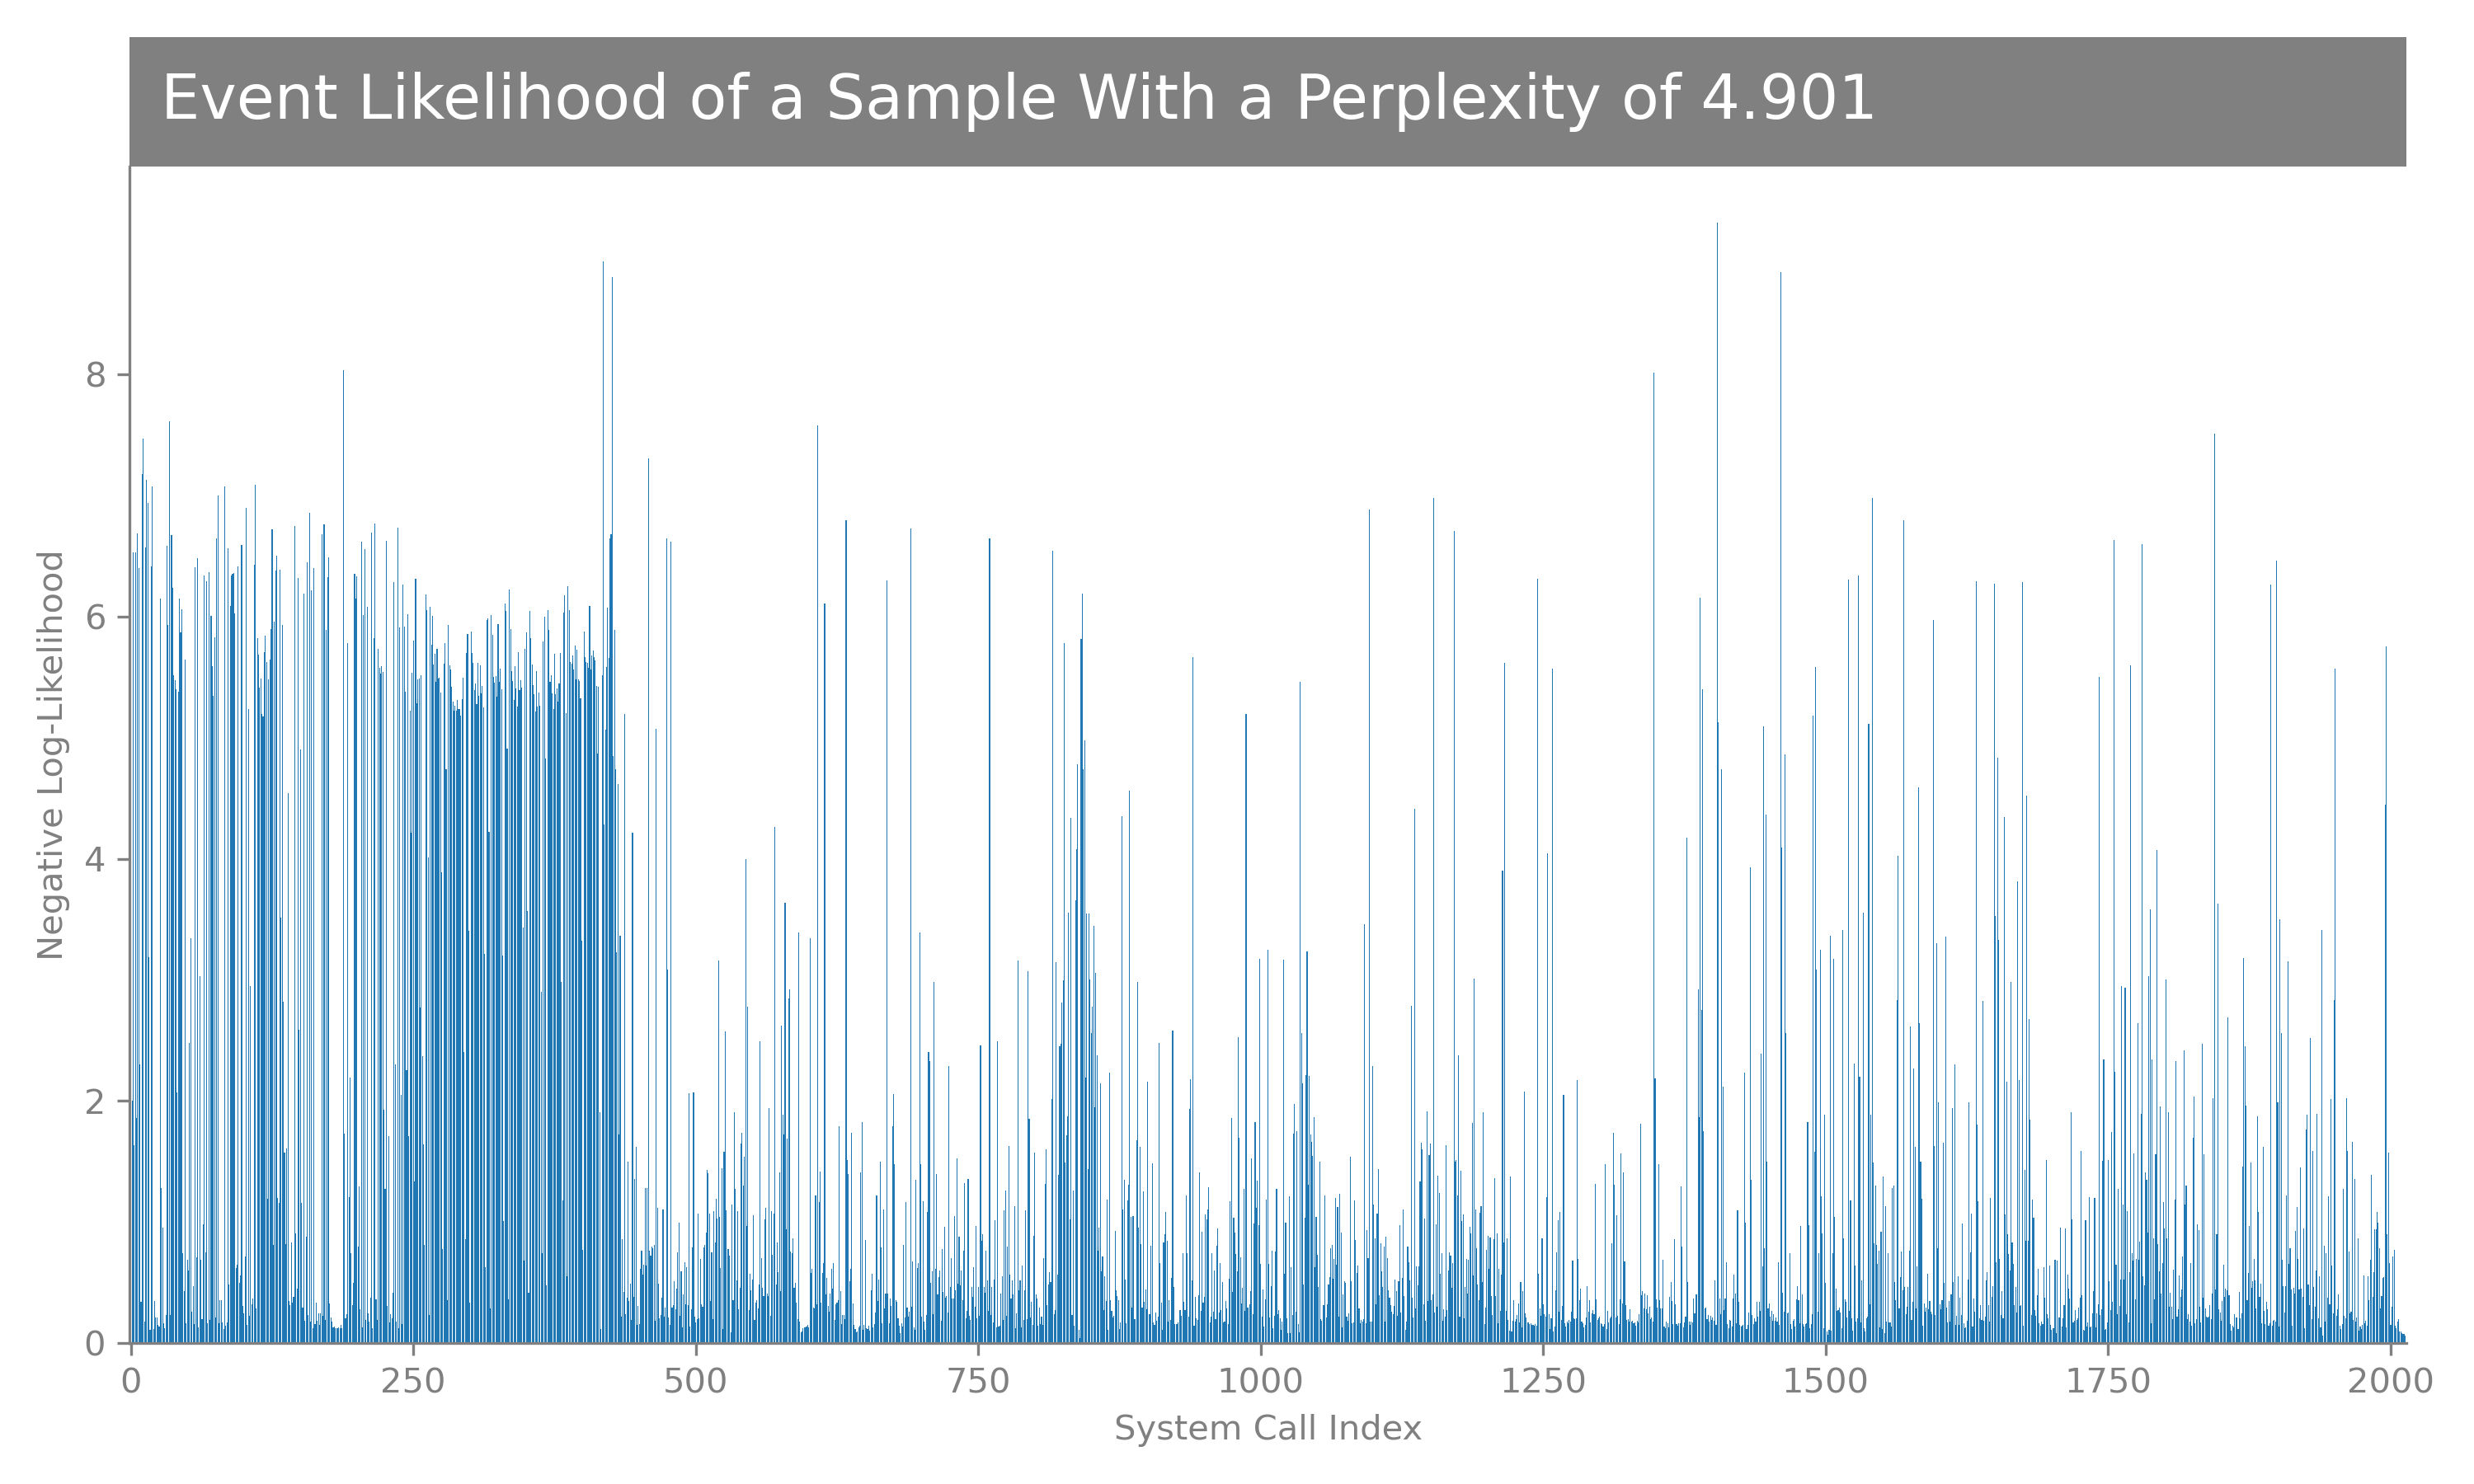 Event Likelihood of a Sample With a Perplexity of 4.901
Negative Log-Likelihood
8
6
4
2
0
0 250 500 750 1000 1250 1500 1750 2000
System Call Index